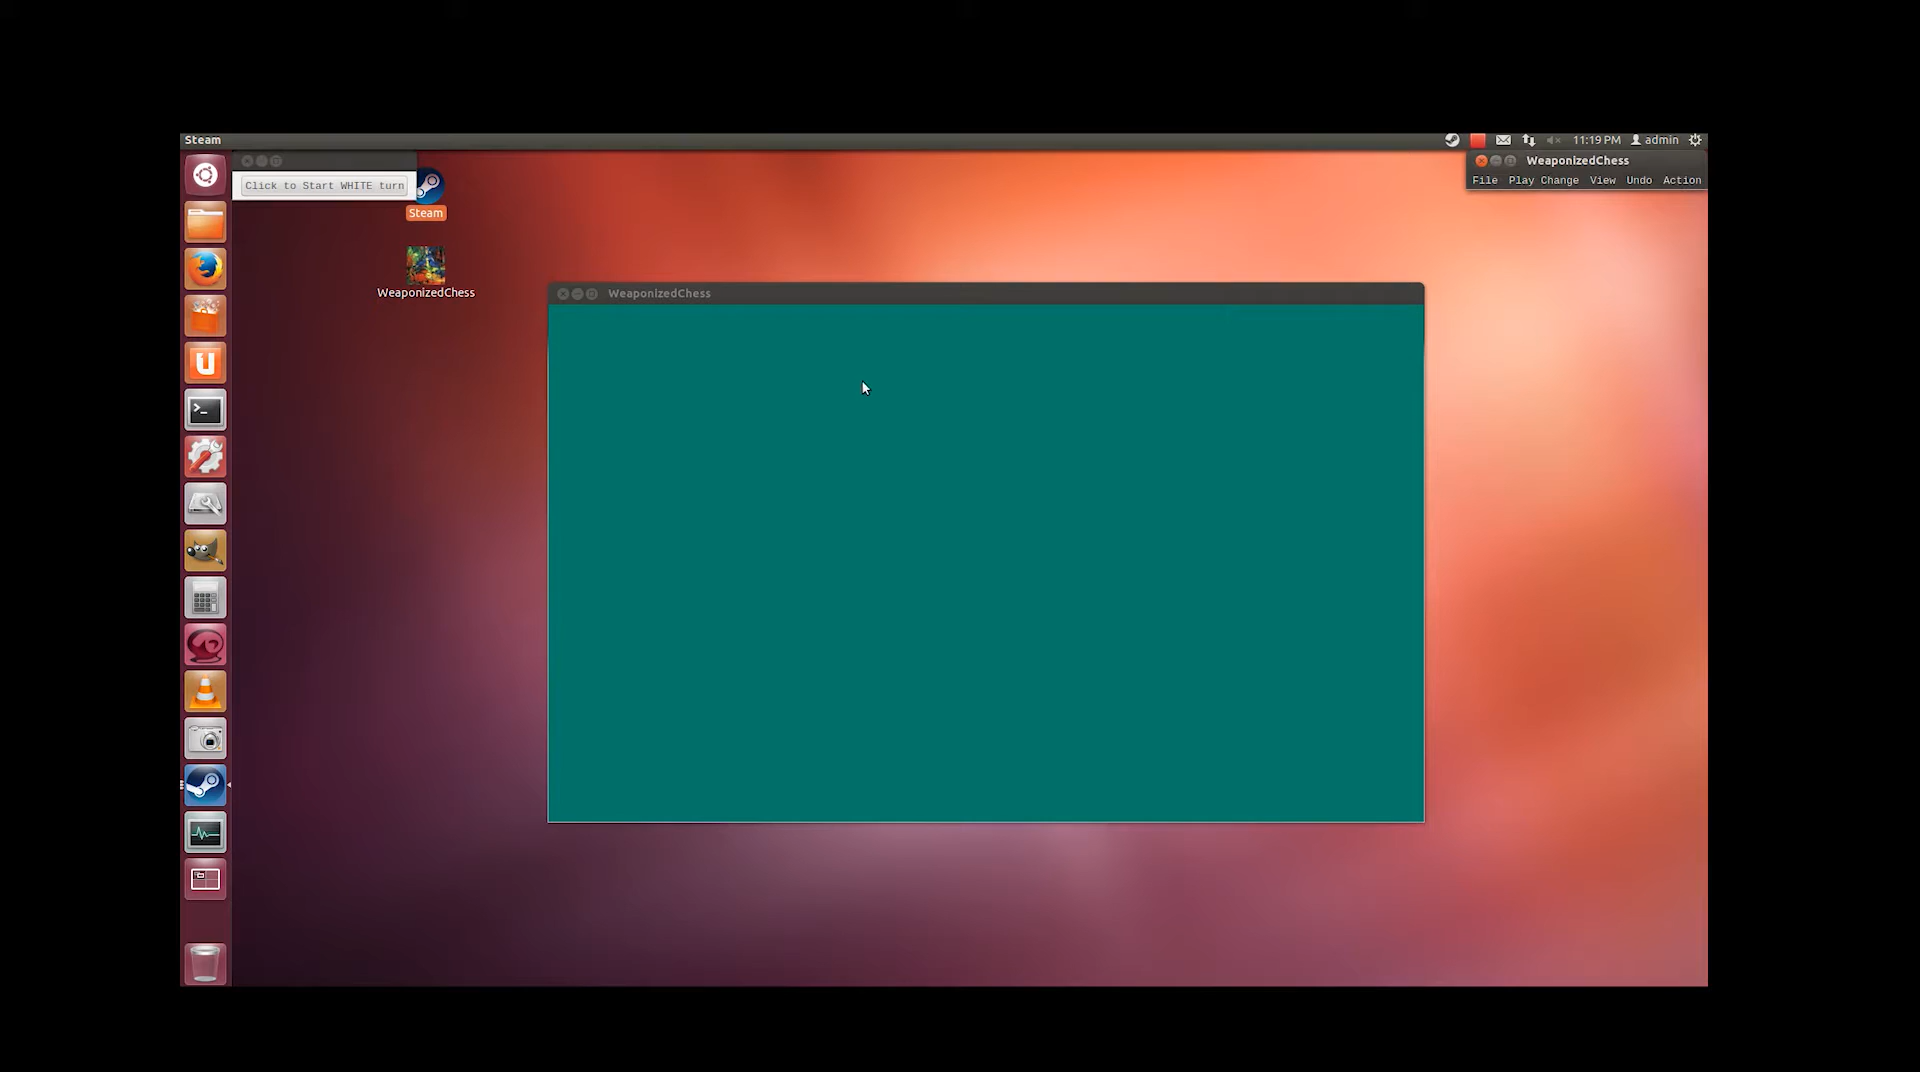 Steam
11:19 PM admin
WeaponizedChess
File Play Change View Undo Action
Click to Start WHITE turn
Steam
WeaponizedChess
WeaponizedChess